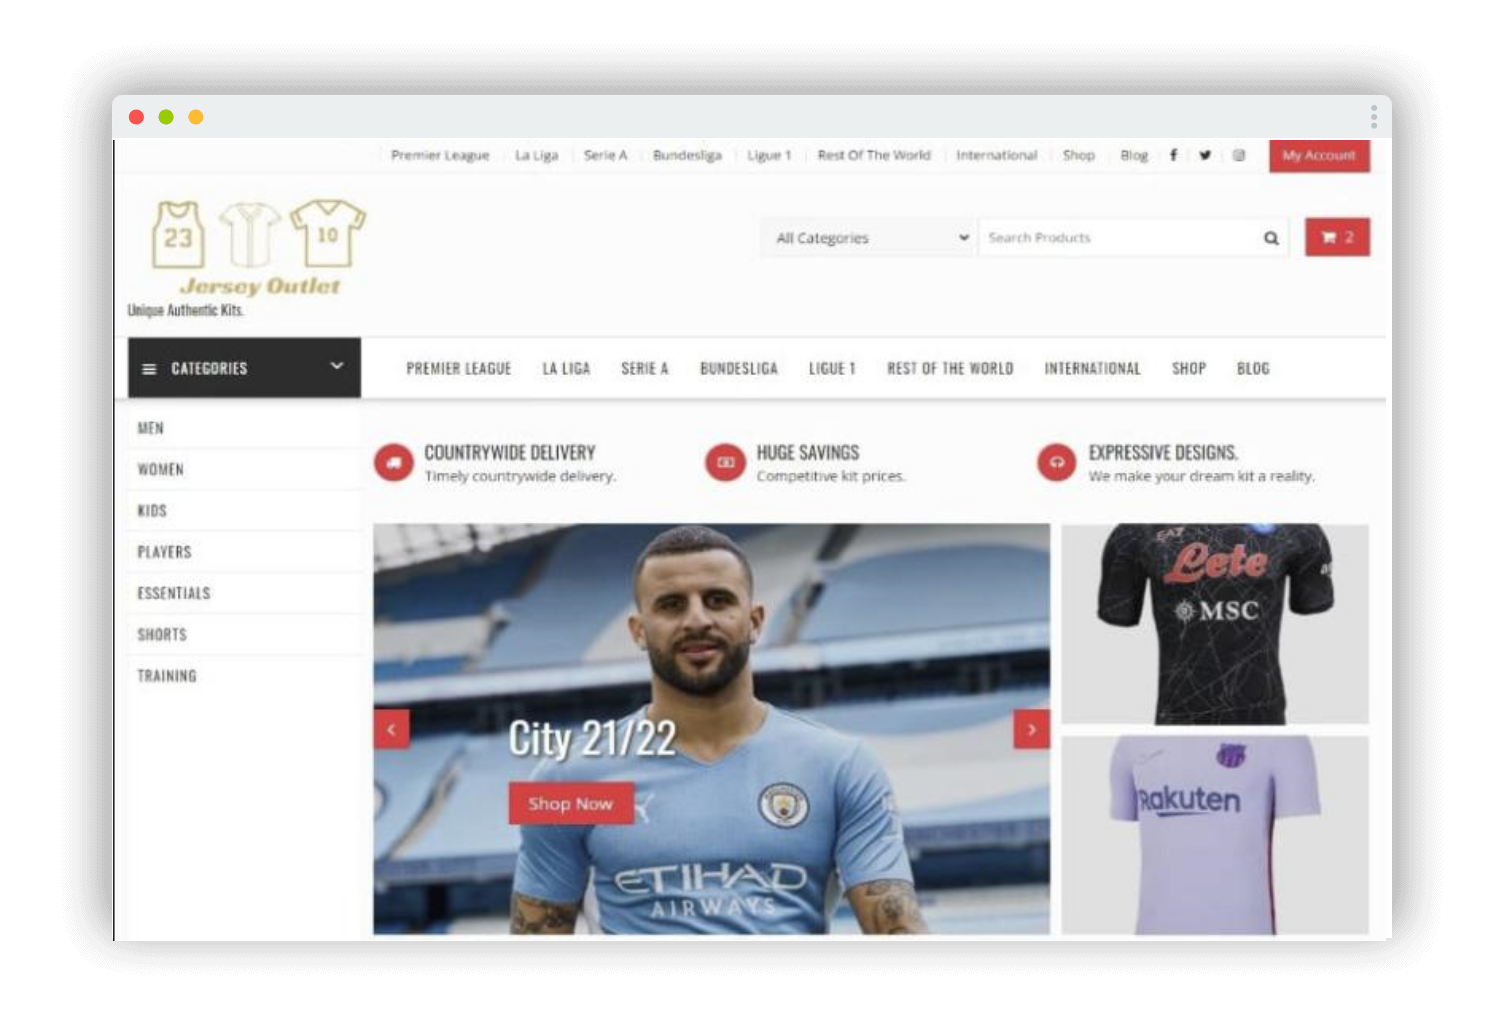 Premier League La Liga Serie A Bundesliga Ligue 1 Rest Of The World International Shop Blog My Account
23 10
Jersey Outlet
Unique Authentic Kits.
All Categories Search Products 2
CATEGORIES PREMIER LEAGUE LA LIGA SERIE A BUNDESLIGA LIGUE 1 REST OF THE WORLD INTERNATIONAL SHOP BLOG
MEN
WOMEN
KIDS
PLAYERS
ESSENTIALS
SHORTS
TRAINING
COUNTRYWIDE DELIVERY
Timely countrywide delivery.
HUGE SAVINGS
Competitive kit prices.
EXPRESSIVE DESIGNS.
We make your dream kit a reality.
City 21/22
Shop Now
ETIHAD
AIRWAYS
EA7
Lete
MSC
Rakuten